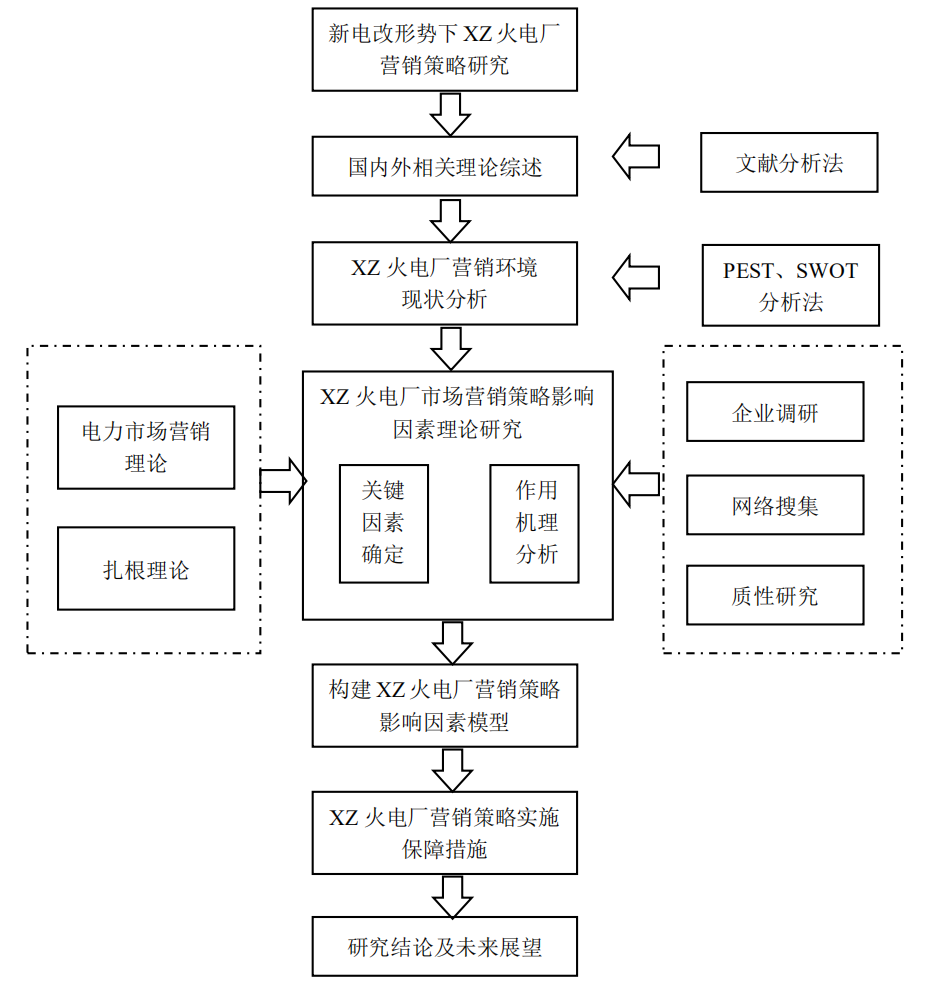 新电改形势下 XZ 火电厂
营销策略研究
国内外相关理论综述
文献分析法
XZ 火电厂营销环境
现状分析
PEST、SWOT
分析法
电力市场营销
理论
扎根理论
XZ 火电厂市场营销策略影响
因素理论研究
关键
因素
确定
作用
机理
分析
企业调研
网络搜集
质性研究
构建 XZ 火电厂营销策略
影响因素模型
XZ 火电厂营销策略实施
保障措施
研究结论及未来展望